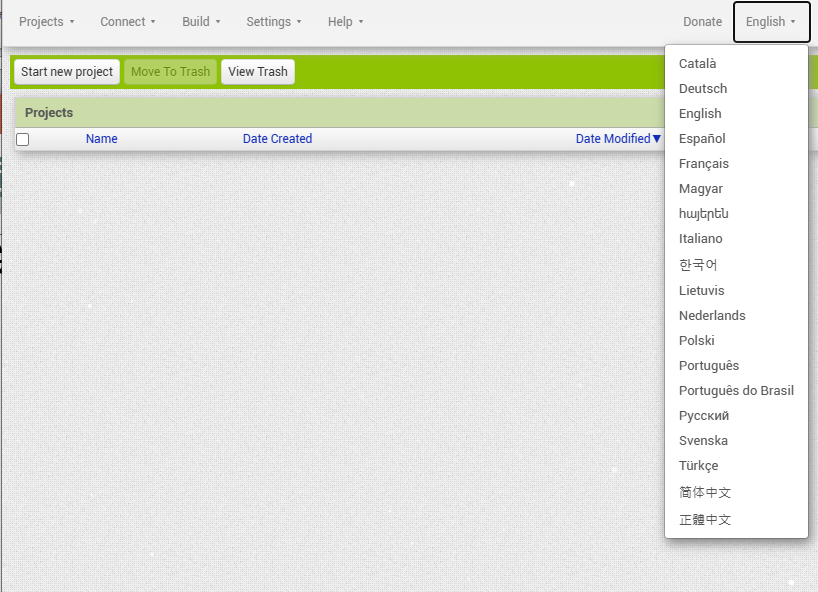 Projects Connect Build Settings Help Donate English
Start new project Move To Trash View Trash
Projects
Name Date Created Date Modified▼
Català
Deutsch
English
Español
Français
Magyar
հայերեն
Italiano
한국어
Lietuvis
Nederlands
Polski
Português
Português do Brasil
Русский
Svenska
Türkçe
简体中文
正體中文